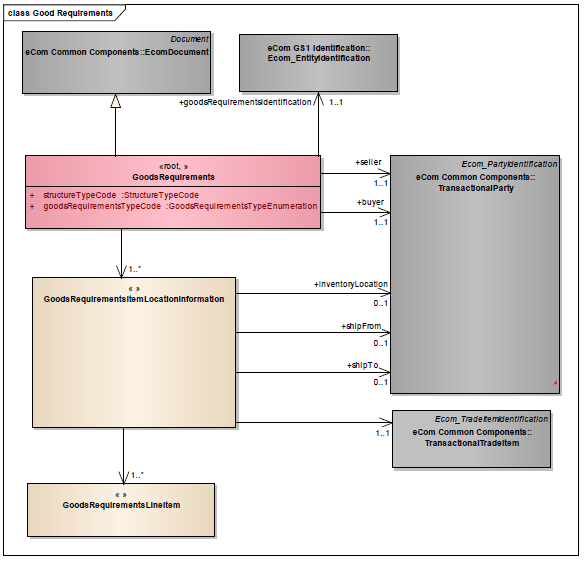 class Good Requirements
Document
eCom Common Components::EcomDocument
eCom GS1 Identification::
Ecom_EntityIdentification
+goodsRequirementsIdentification
1..1
«root, »
GoodsRequirements
+ structureTypeCode :StructureTypeCode
+ goodsRequirementsTypeCode :GoodsRequirementsTypeEnumeration
+seller
1..1
+buyer
1..1
Ecom_PartyIdentification
eCom Common Components::
TransactionalParty
1..*
« »
GoodsRequirementsItemLocationInformation
+inventoryLocation
0..1
+shipFrom
0..1
+shipTo
0..1
1..1
Ecom_TradeItemIdentification
eCom Common Components::
TransactionalTradeItem
1..*
« »
GoodsRequirementsLineItem